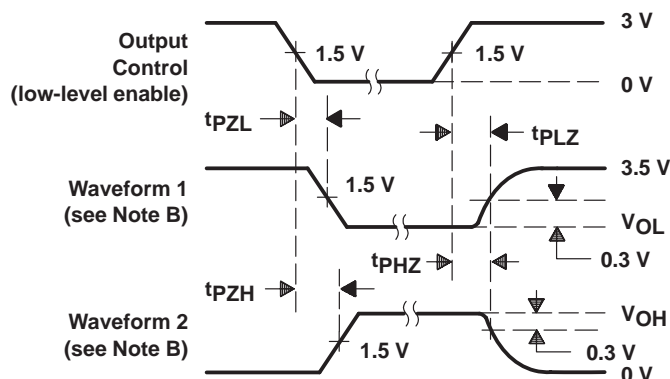 Output
Control
(low-level enable)
1.5 V
1.5 V
3 V
0 V
tPZL
tPLZ
Waveform 1
(see Note B)
1.5 V
3.5 V
VOL
0.3 V
tPHZ
tPZH
Waveform 2
(see Note B)
1.5 V
VOH
0.3 V
0 V